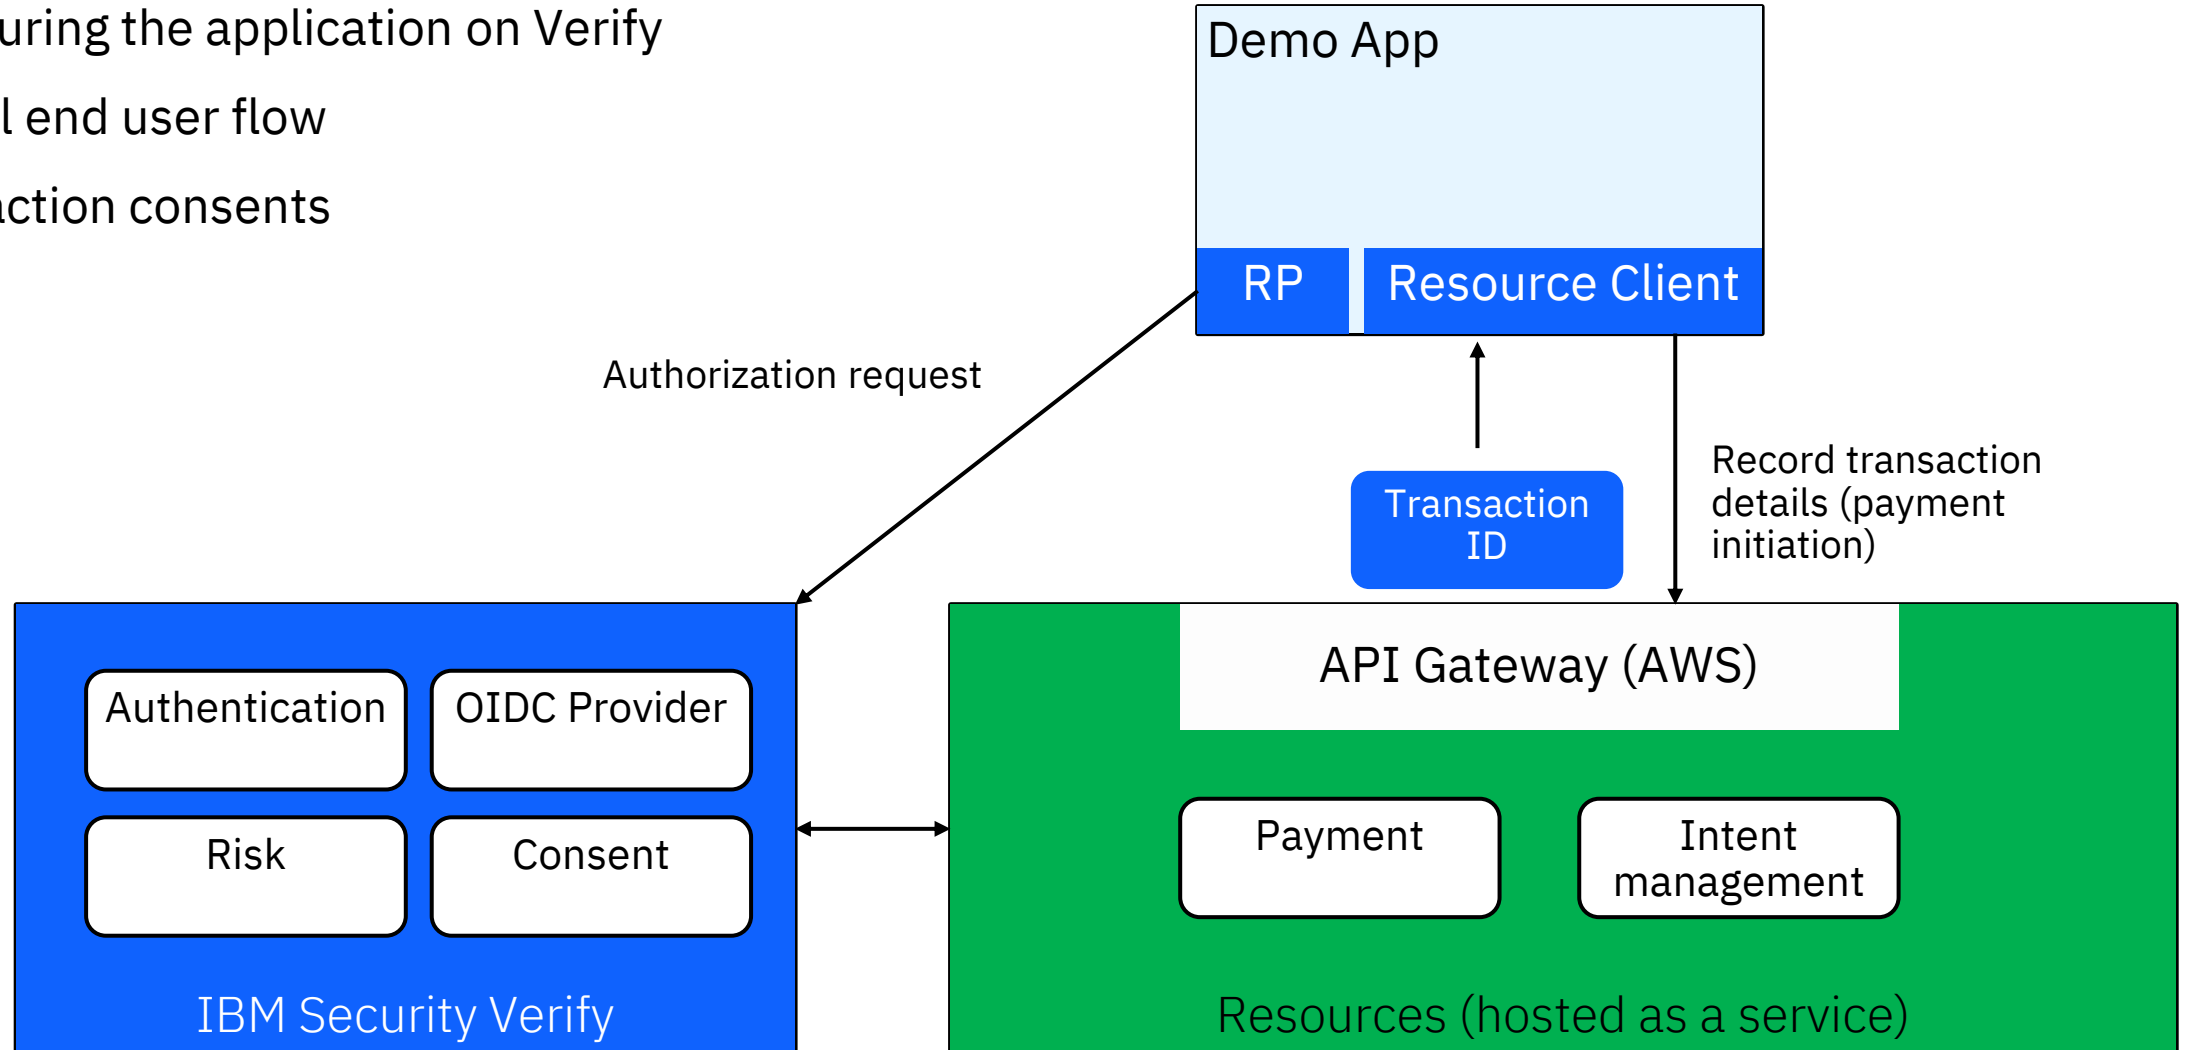 uring the application on Verify
l end user flow
action consents
Demo App
RP
Resource Client
Authorization request
Transaction
ID
Record transaction
details (payment
initiation)
API Gateway (AWS)
Authentication
OIDC Provider
Risk
Consent
Payment
Intent
management
IBM Security Verify
Resources (hosted as a service)